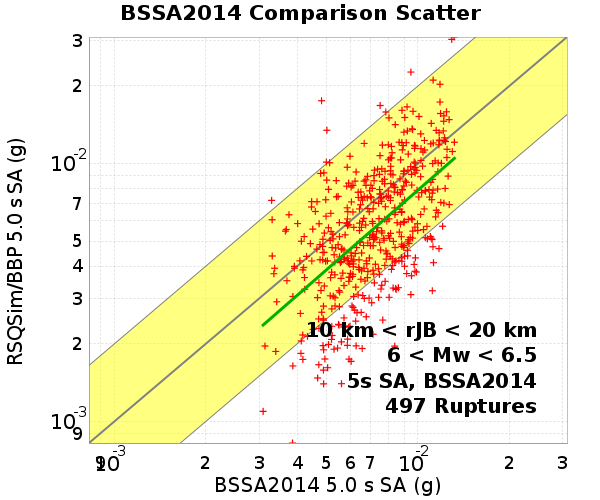 BSSA2014 Comparison Scatter
RSQSim/BBP 5.0 s SA (g)
3
2
10-2
7
5
4
3
2
10-3
9
10 km < rJB < 20 km
6 < Mw < 6.5
5s SA, BSSA2014
497 Ruptures
9 10-3 2 3 4 5 6 7 10-2 2 3
BSSA2014 5.0 s SA (g)